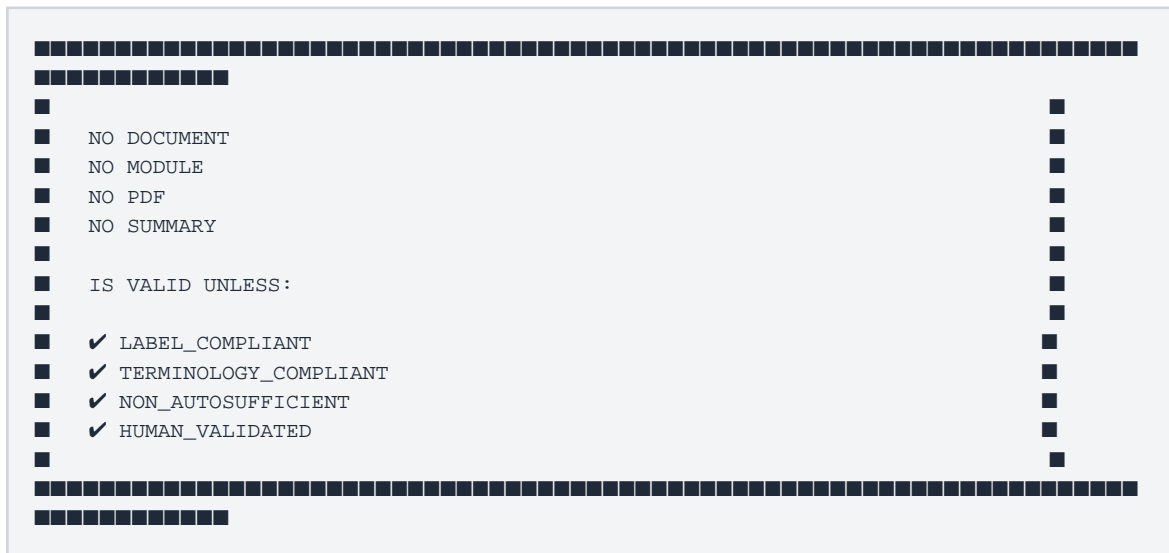 NO DOCUMENT
NO MODULE
NO PDF
NO SUMMARY
IS VALID UNLESS:
✔ LABEL_COMPLIANT
✔ TERMINOLOGY_COMPLIANT
✔ NON_AUTOSUFFICIENT
✔ HUMAN_VALIDATED